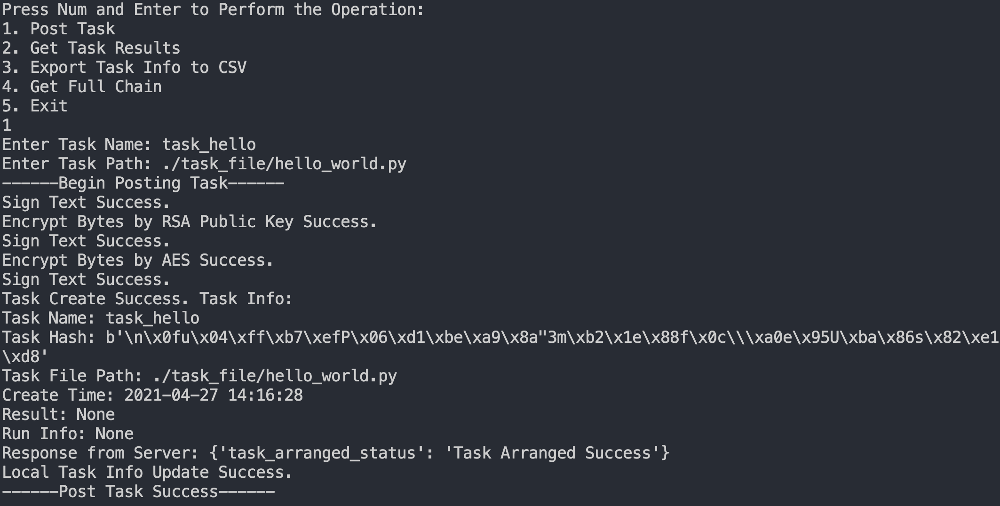 Press Num and Enter to Perform the Operation:
1. Post Task
2. Get Task Results
3. Export Task Info to CSV
4. Get Full Chain
5. Exit
1
Enter Task Name: task_hello
Enter Task Path: ./task_file/hello_world.py
------Begin Posting Task------
Sign Text Success.
Encrypt Bytes by RSA Public Key Success.
Sign Text Success.
Encrypt Bytes by AES Success.
Sign Text Success.
Task Create Success. Task Info:
Task Name: task_hello
Task Hash: b'\n\x0fu\x04\xff\xb7\xefP\x06\xd1\xbe\xa9\x8a"3m\xb2\x1e\x88f\x0c\\\xa0e\x95U\xba\x86s\x82\xe1
\xd8'
Task File Path: ./task_file/hello_world.py
Create Time: 2021-04-27 14:16:28
Result: None
Run Info: None
Response from Server: {'task_arranged_status': 'Task Arranged Success'}
Local Task Info Update Success.
------Post Task Success------